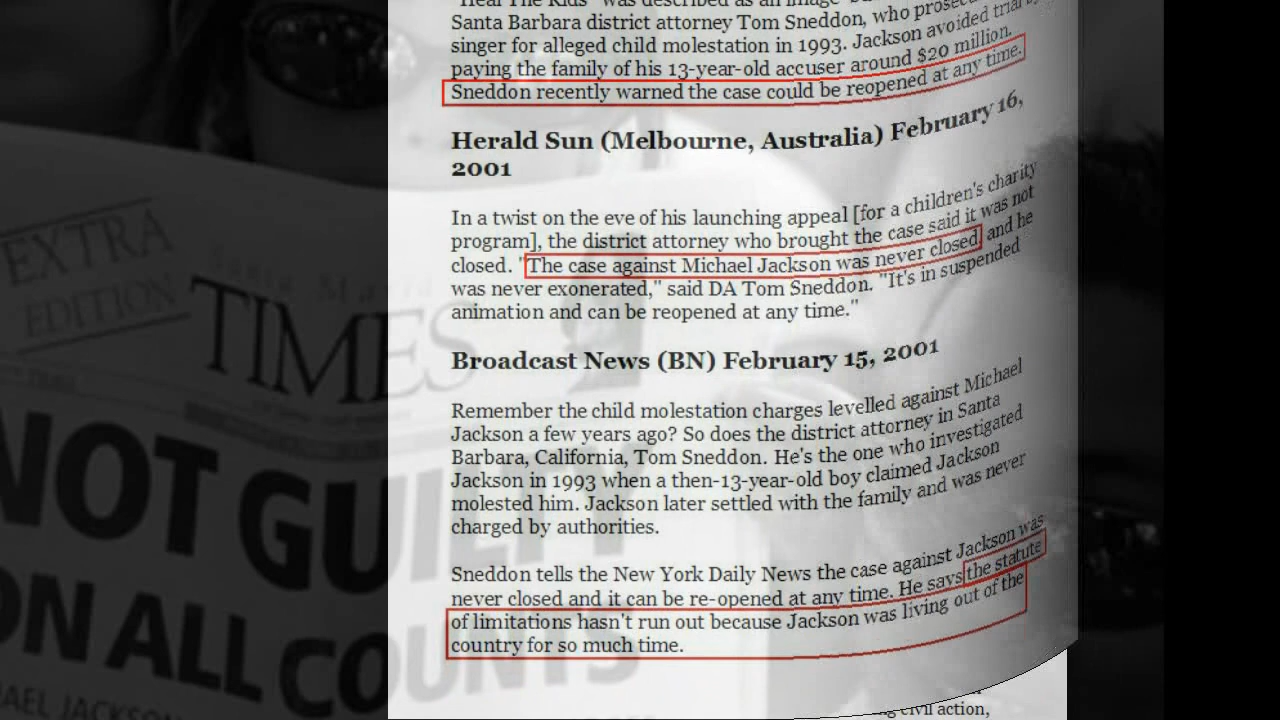 "Hear The Kids" was described as an image
Santa Barbara district attorney Tom Sneddon, who
singer for alleged child molestation in 1993. Jackson avoided trial by
paying the family of his 13-year-old accuser around $20 million.
Sneddon recently warned the case could be reopened at any time.
Herald Sun (Melbourne, Australia) February 16,
2001
In a twist on the eve of his launching appeal [for a children's charity
program], the district attorney who brought the case said it was not
closed. "The case against Michael Jackson was never closed, and he
was never exonerated," said DA Tom Sneddon. "It's in suspended
animation and can be reopened at any time."
Broadcast News (BN) February 15, 2001
Remember the child molestation charges levelled against Michael
Jackson a few years ago? So does the district attorney in Santa
Barbara, California, Tom Sneddon. He's the one who investigated
Jackson in 1993 when a then-13-year-old boy claimed Jackson
molested him. Jackson later settled with the family and was never
charged by authorities.
Sneddon tells the New York Daily News the case against Jackson was
never closed and it can be re-opened at any time. He says the statute
of limitations hasn't run out because Jackson was living out of the
country for so much time.
civil action,
EXTRA
EDITION
TIMES
NOT GUILTY
ON ALL COUNTS